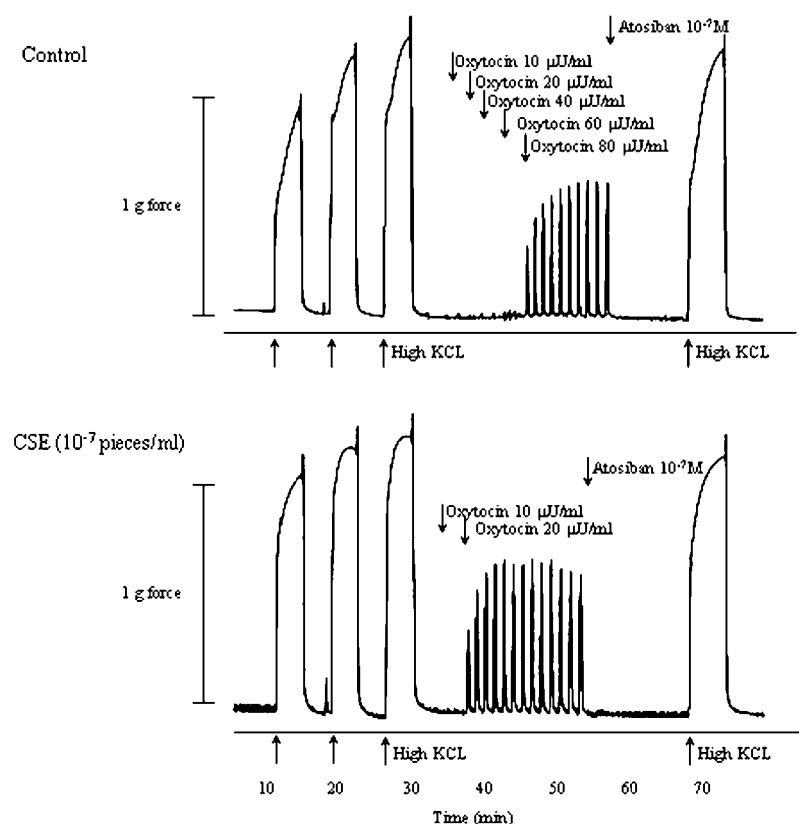 Control
Atosiban 10-7M
Oxytocin 10 µU/ml
Oxytocin 20 µU/ml
Oxytocin 40 µU/ml
Oxytocin 60 µU/ml
Oxytocin 80 µU/ml
1 g force
High KCL
High KCL
CSE (10-7 pieces/ml)
Atosiban 10-7M
Oxytocin 10 µU/ml
Oxytocin 20 µU/ml
1 g force
High KCL
High KCL
10 20 30 40 50 60 70
Time (min)